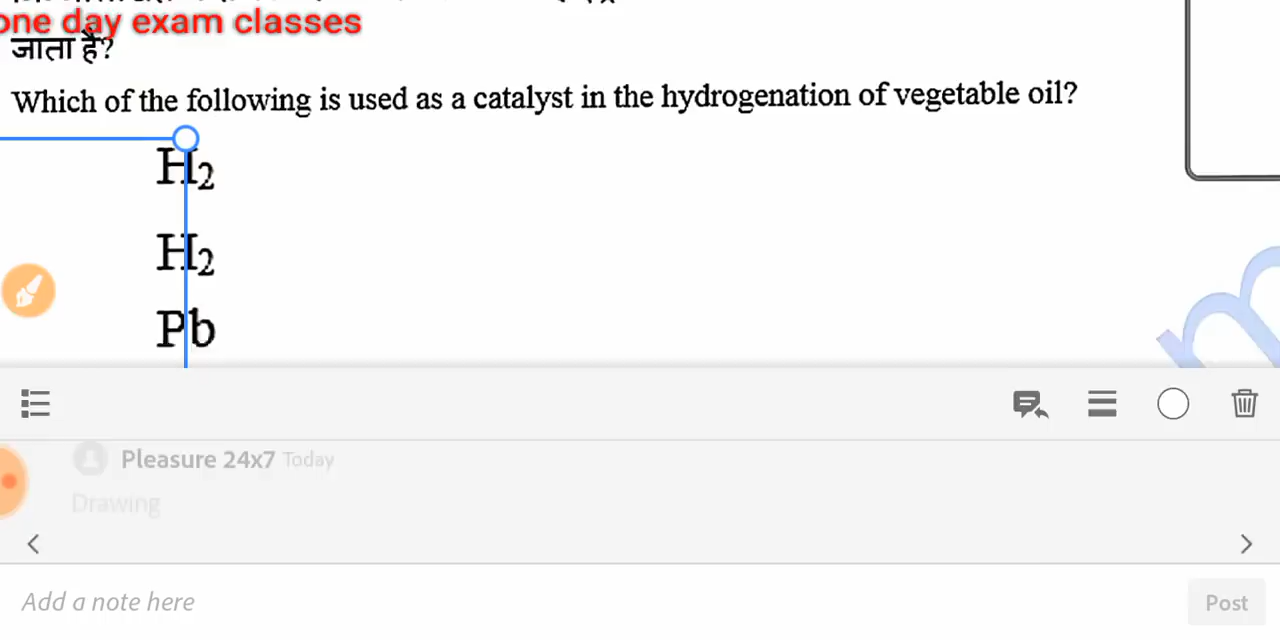 one day exam classes
जाता है?
Which of the following is used as a catalyst in the hydrogenation of vegetable oil?
H₂
H₂
Pb
Pleasure 24x7 Today
Drawing
Add a note here
Post